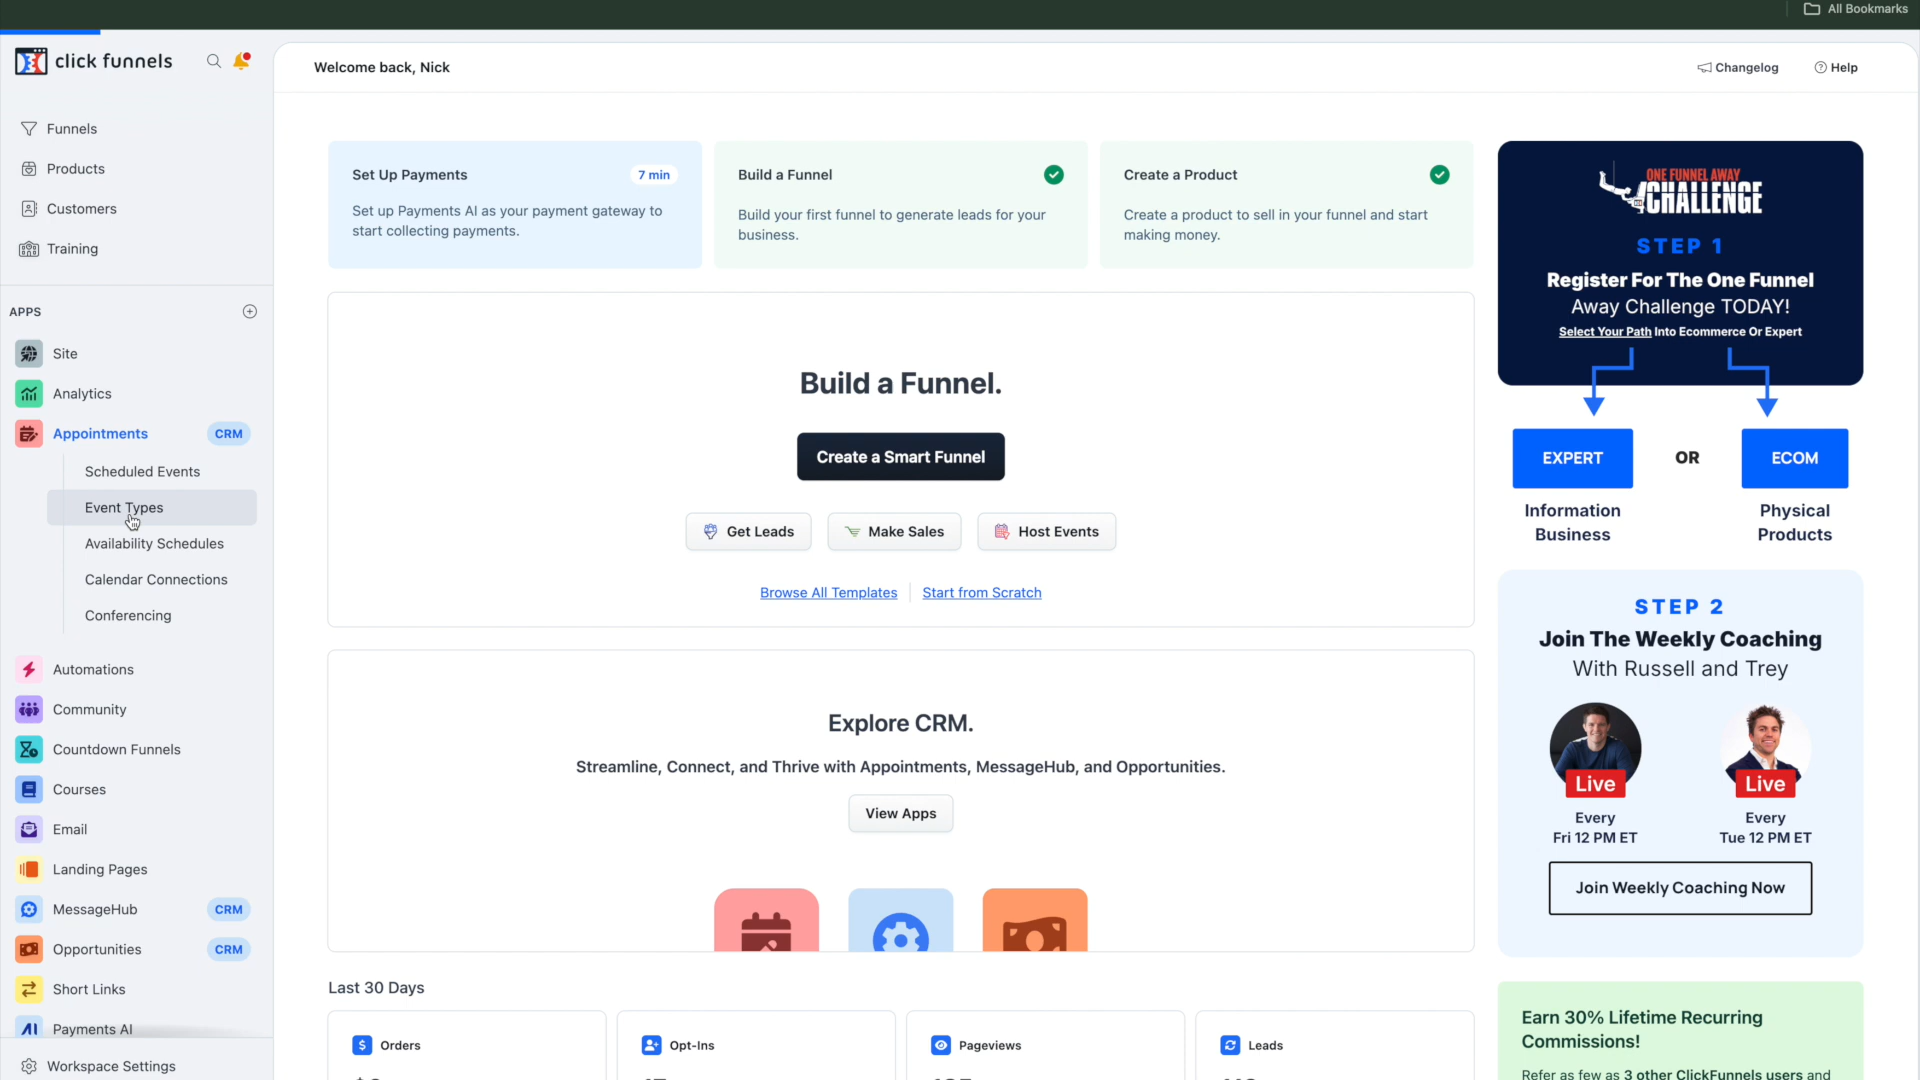 All Bookmarks
click funnels
Welcome back, Nick
Changelog
Help
Funnels
Products
Customers
Training
APPS
Site
Analytics
Appointments CRM
Scheduled Events
Event Types
Availability Schedules
Calendar Connections
Conferencing
Automations
Community
Countdown Funnels
Courses
Email
Landing Pages
MessageHub CRM
Opportunities CRM
Short Links
Payments AI
Workspace Settings
Set Up Payments 7 min
Set up Payments AI as your payment gateway to
start collecting payments.
Build a Funnel
Build your first funnel to generate leads for your
business.
Create a Product
Create a product to sell in your funnel and start
making money.
Build a Funnel.
Create a Smart Funnel
Get Leads
Make Sales
Host Events
Browse All Templates
Start from Scratch
Explore CRM.
Streamline, Connect, and Thrive with Appointments, MessageHub, and Opportunities.
View Apps
Last 30 Days
Orders
Opt-Ins
Pageviews
Leads
ONE FUNNEL AWAY
CHALLENGE
STEP 1
Register For The One Funnel
Away Challenge TODAY!
Select Your Path Into Ecommerce Or Expert
EXPERT OR ECOM
Information
Business
Physical
Products
STEP 2
Join The Weekly Coaching
With Russell and Trey
Live
Every
Fri 12 PM ET
Live
Every
Tue 12 PM ET
Join Weekly Coaching Now
Earn 30% Lifetime Recurring
Commissions!
Refer as few as 3 other ClickFunnels users and